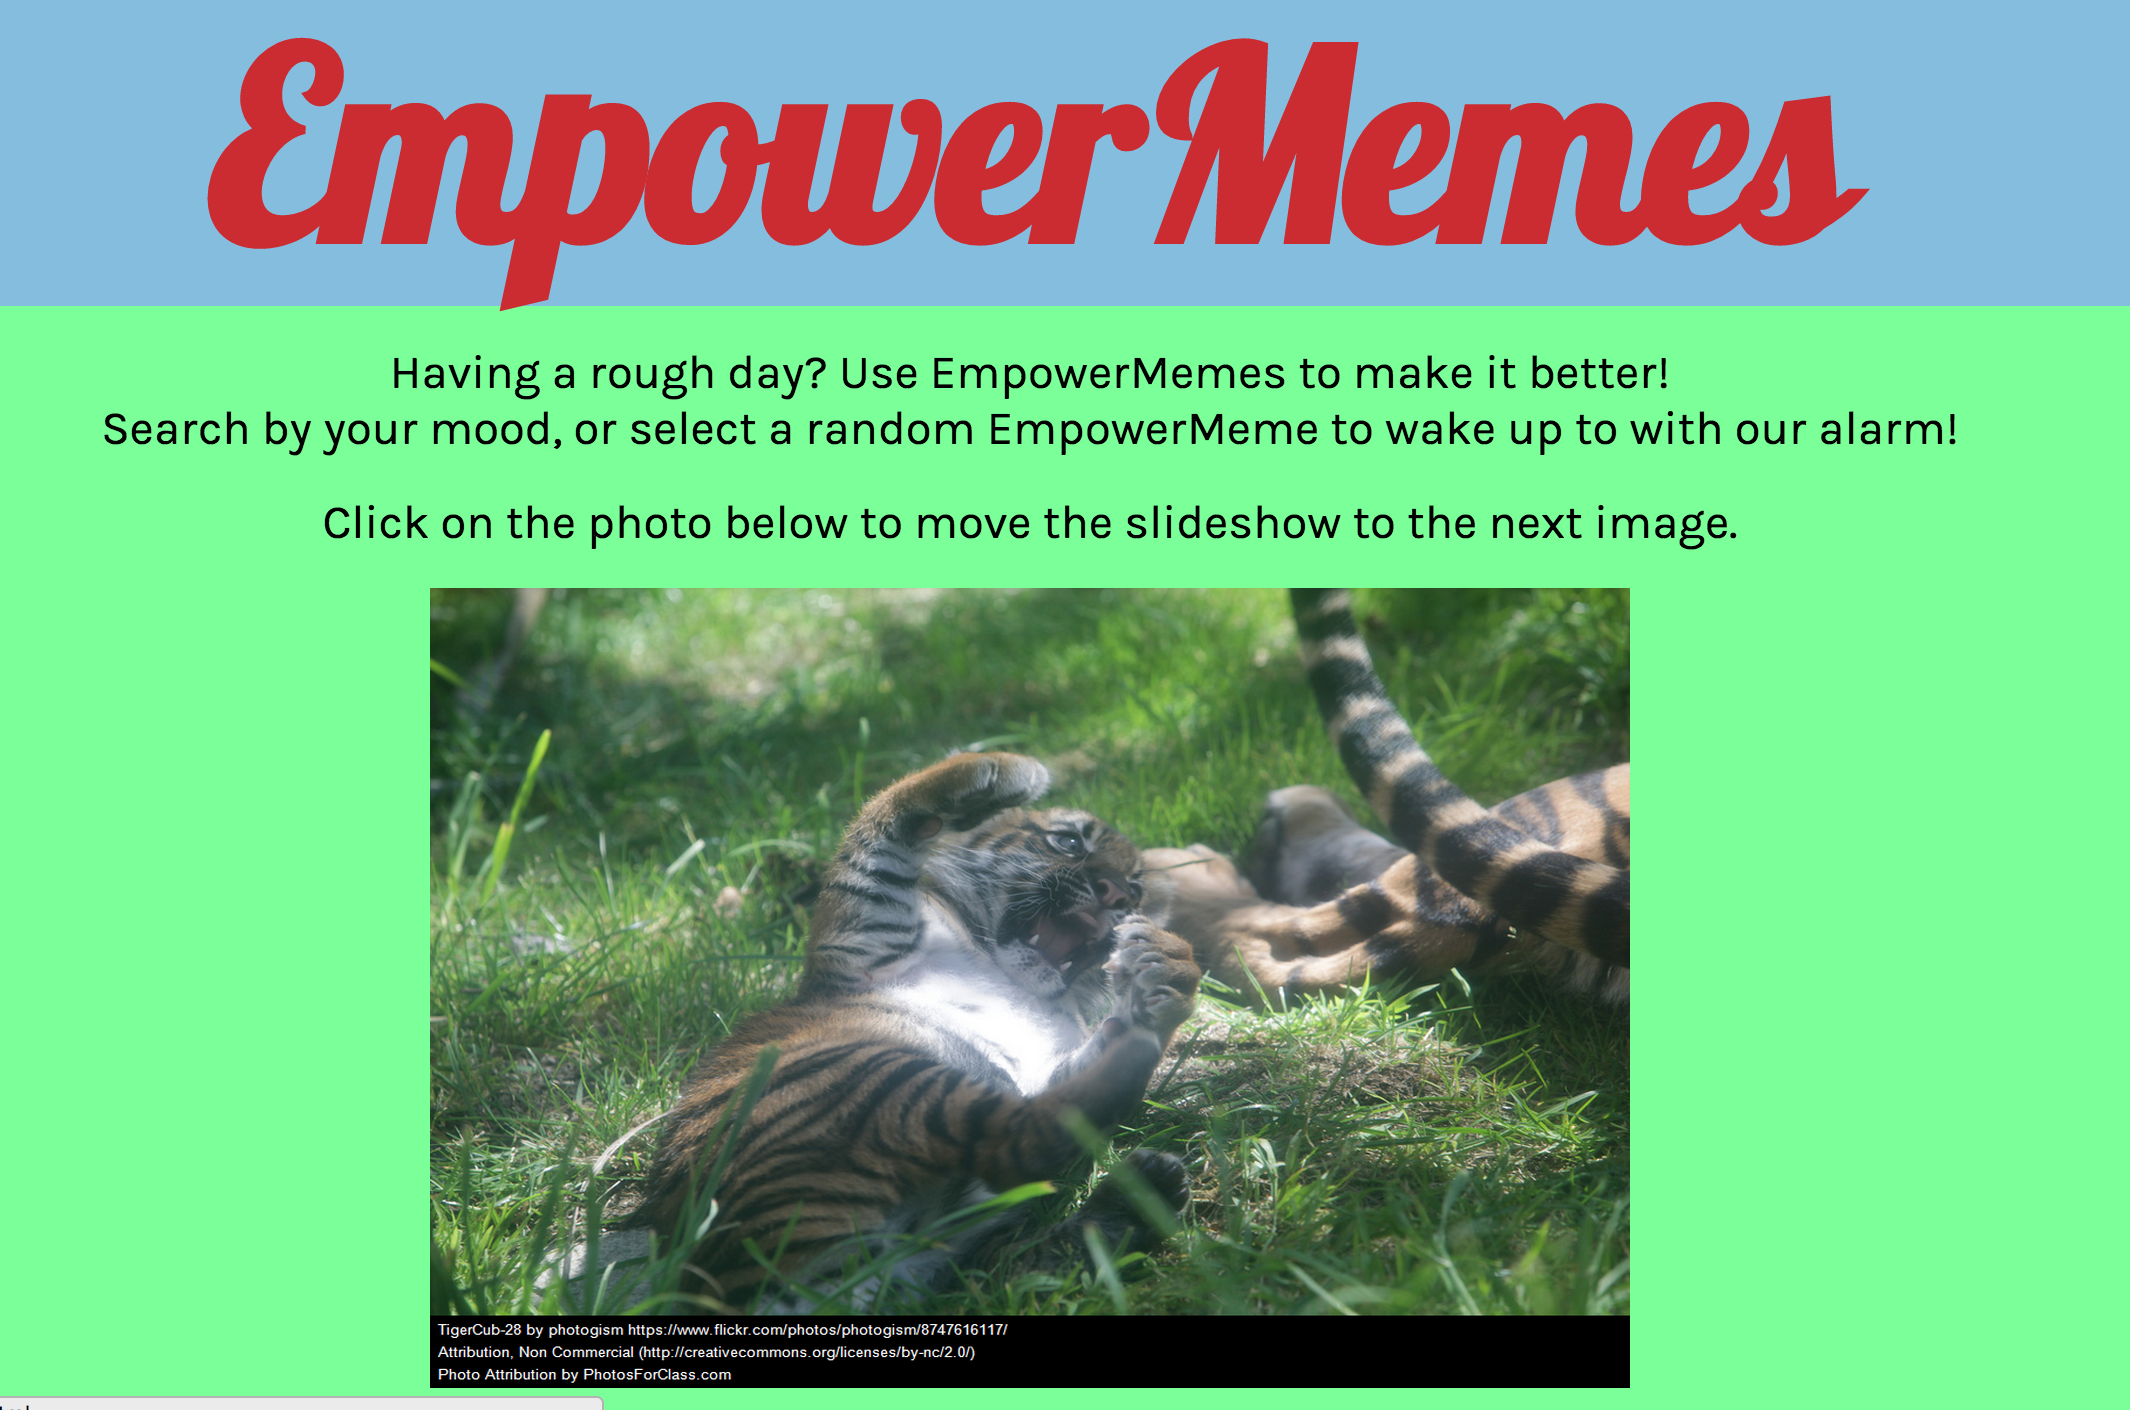 EmpowerMemes
Having a rough day? Use EmpowerMemes to make it better!
Search by your mood, or select a random EmpowerMeme to wake up to with our alarm!
Click on the photo below to move the slideshow to the next image.
TigerCub-28 by photogism https://www.flickr.com/photos/photogism/8747616117/
Attribution, Non Commercial (http://creativecommons.org/licenses/by-nc/2.0/)
Photo Attribution by PhotosForClass.com